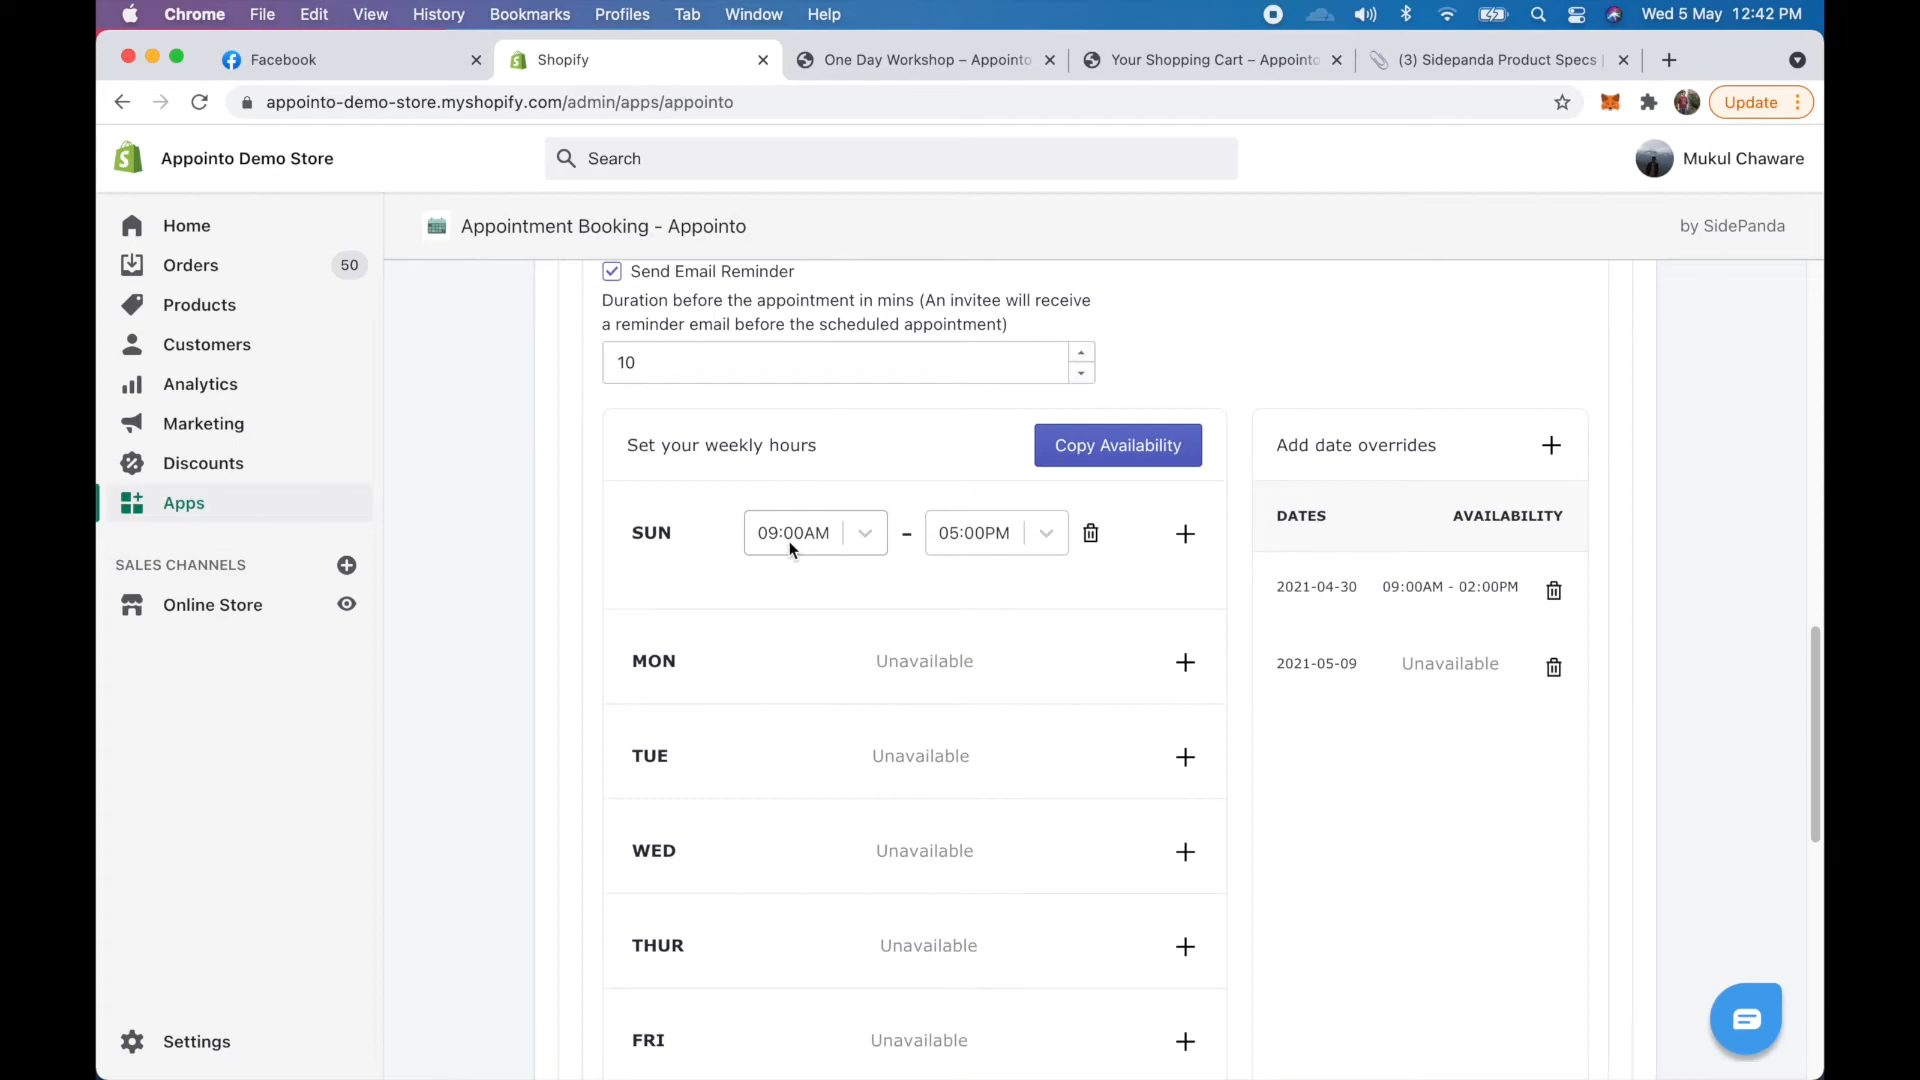 Chrome File Edit View History Bookmarks Profiles Tab Window Help Wed 5 May 12:42 PM
Facebook Shopify One Day Workshop – Appointo Your Shopping Cart – Appointo (3) Sidepanda Product Specs
appointo-demo-store.myshopify.com/admin/apps/appointo Update
Appointo Demo Store Search Mukul Chaware
Home
Orders 50
Products
Customers
Analytics
Marketing
Discounts
Apps
SALES CHANNELS
Online Store
Settings
Appointment Booking - Appointo by SidePanda
Send Email Reminder
Duration before the appointment in mins (An invitee will receive
a reminder email before the scheduled appointment)
10
Set your weekly hours Copy Availability
SUN 09:00AM - 05:00PM
MON Unavailable
TUE Unavailable
WED Unavailable
THUR Unavailable
FRI Unavailable
Add date overrides
DATES AVAILABILITY
2021-04-30 09:00AM - 02:00PM
2021-05-09 Unavailable